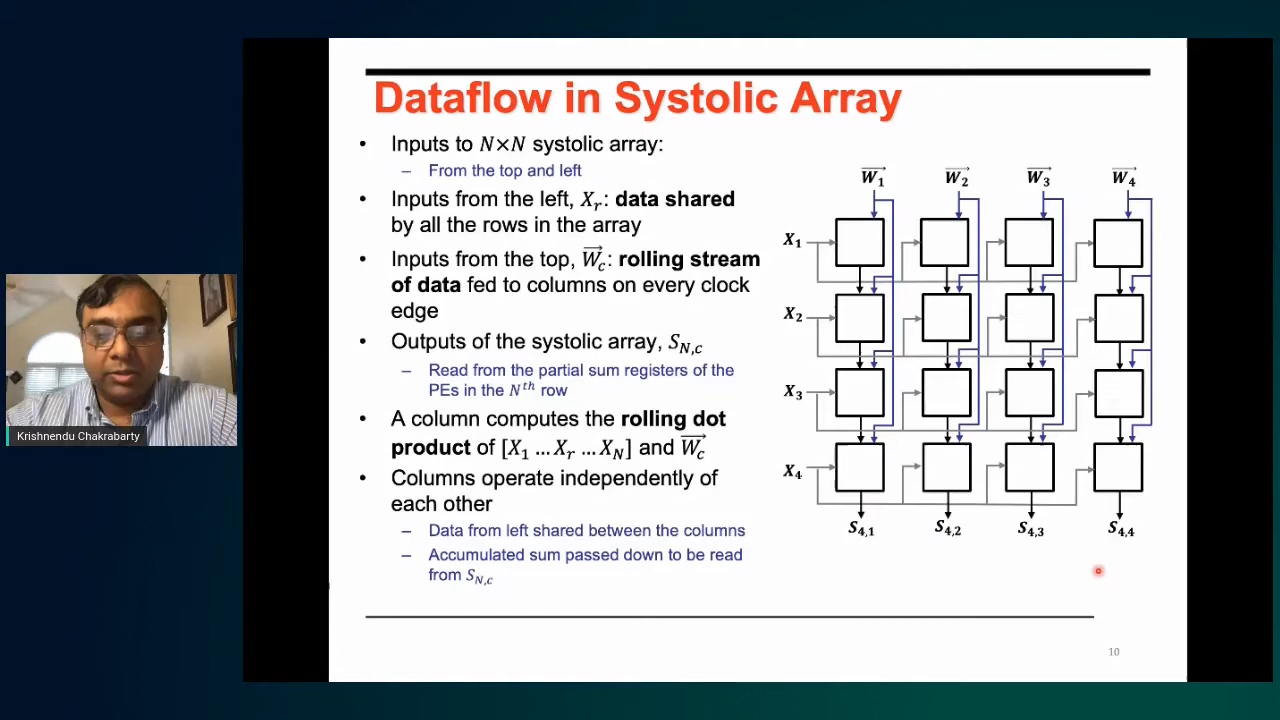 Dataflow in Systolic Array
• Inputs to N×N systolic array:
– From the top and left
• Inputs from the left, Xᵣ: data shared
by all the rows in the array
• Inputs from the top, W⃗c: rolling stream
of data fed to columns on every clock
edge
• Outputs of the systolic array, S_N,c
– Read from the partial sum registers of the
PEs in the Nᵗʰ row
• A column computes the rolling dot
product of [X₁ … Xᵣ … X_N] and W⃗c
• Columns operate independently of
each other
– Data from left shared between the columns
– Accumulated sum passed down to be read
from S_N,c
W⃗₁ W⃗₂ W⃗₃ W⃗₄
X₁
X₂
X₃
X₄
S₄,₁ S₄,₂ S₄,₃ S₄,₄
10
Krishnendu Chakrabarty